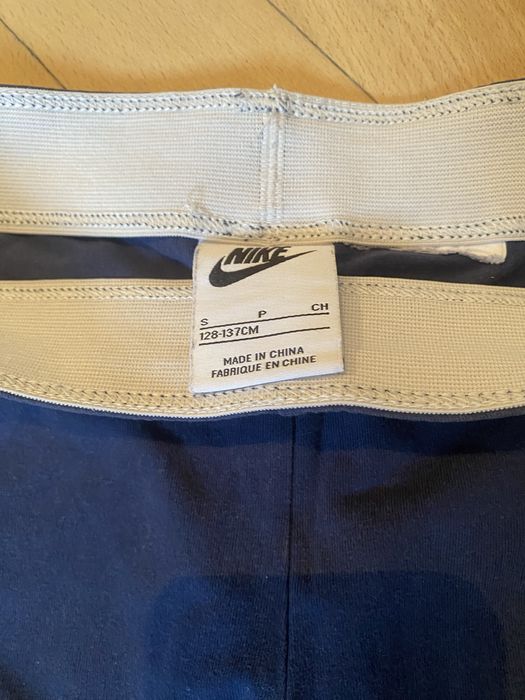 NIKE
S P CH
128-137CM
MADE IN CHINA
FABRIQUE EN CHINE